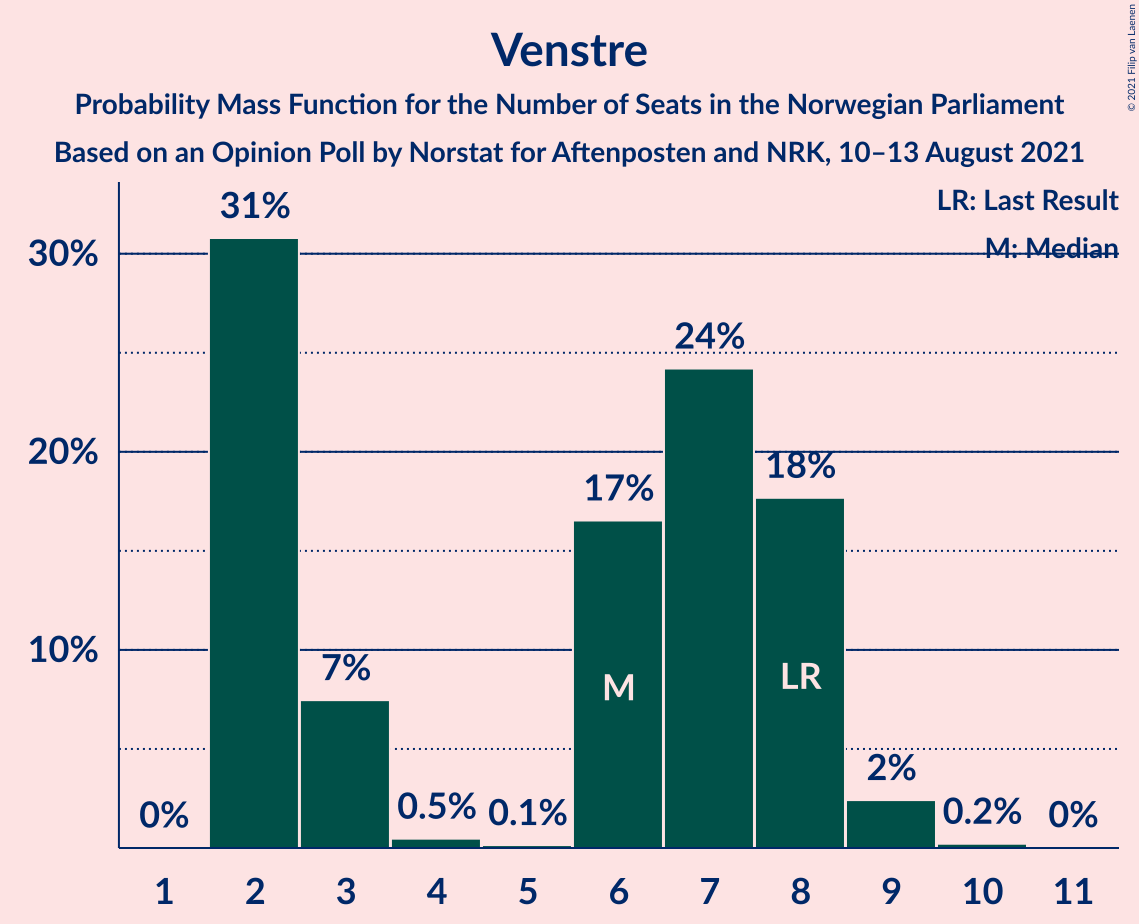 Venstre
Probability Mass Function for the Number of Seats in the Norwegian Parliament
Based on an Opinion Poll by Norstat for Aftenposten and NRK, 10–13 August 2021
© 2021 Filip van Laenen
LR: Last Result
M: Median
30%
20%
10%
0%
31%
7%
0.5%
0.1%
17%
24%
18%
2%
0.2%
0%
M
LR
1 2 3 4 5 6 7 8 9 10 11